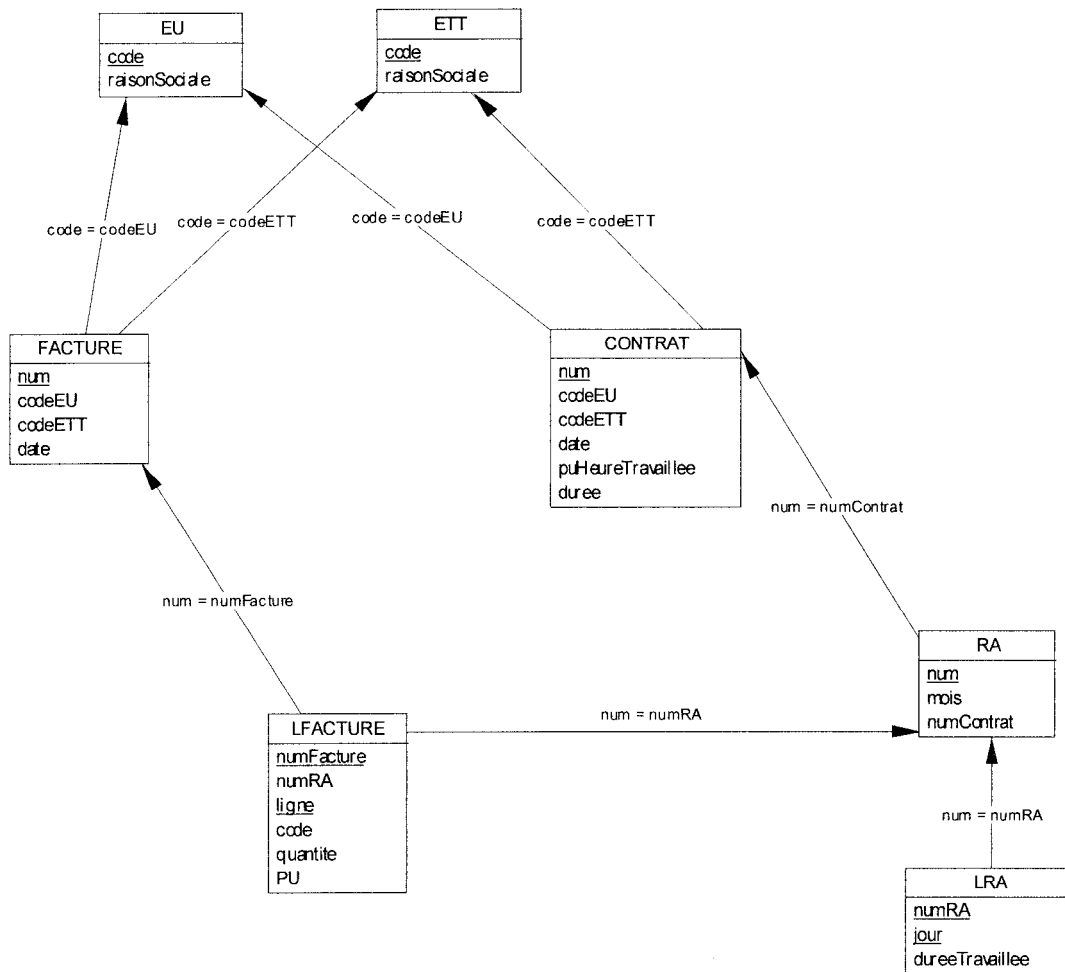 EU
code
raisonSociale
ETT
code
raisonSociale
code = codeEU
code = codeETT
code = codeEU
code = codeETT
FACTURE
num
codeEU
codeETT
date
CONTRAT
num
codeEU
codeETT
date
puHeureTravaillee
duree
num = numContrat
num = numFacture
RA
num
mois
numContrat
num = numRA
LFACTURE
numFacture
numRA
ligne
code
quantite
PU
num = numRA
LRA
numRA
jour
dureeTravaillee